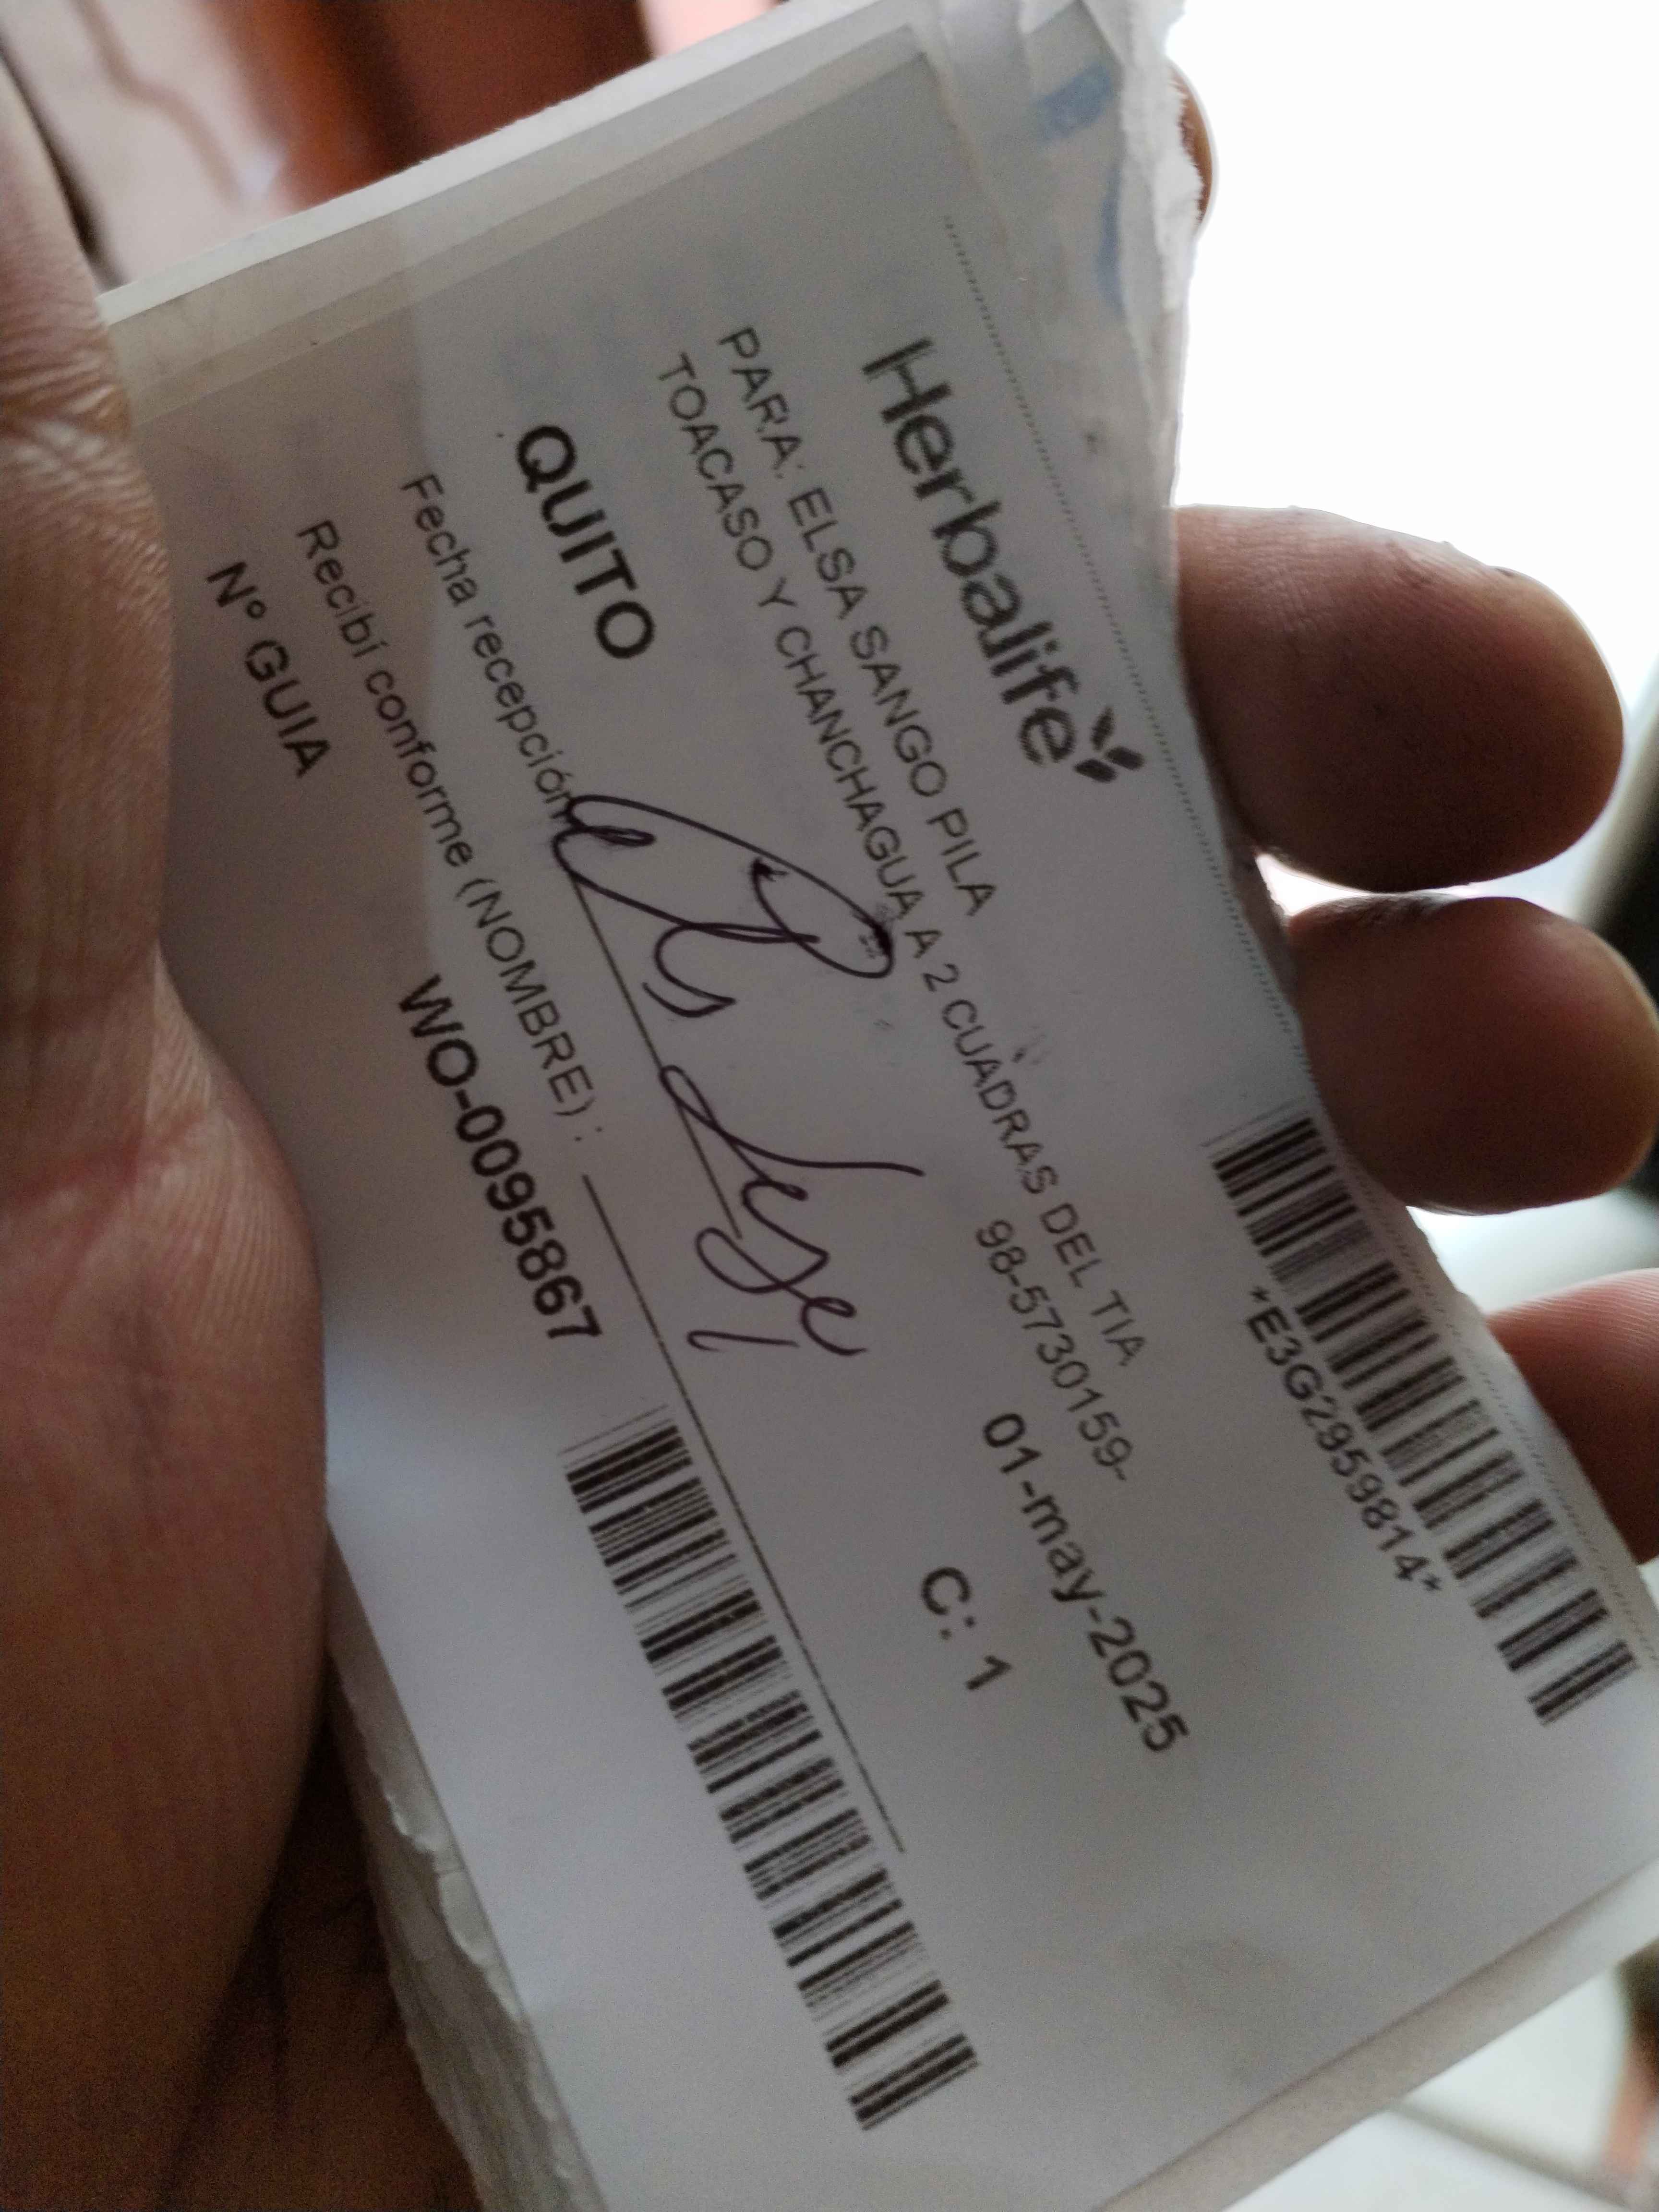 Herbalife
*E3G2959814*
PARA: ELSA SANGO PILA
TOACASO Y CHANCHAGUA A 2 CUADRAS DEL TIA
98-5730159-
01-may-2025
QUITO
C: 1
Fecha recepción
Recibí conforme (NOMBRE) :
Nº GUIA WO-0095867